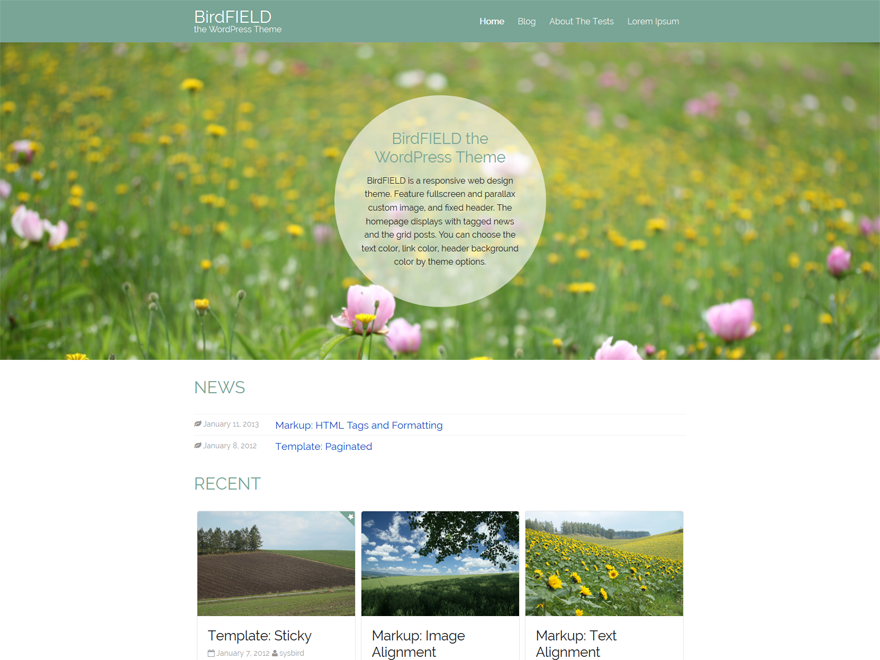 BirdFIELD
the WordPress Theme
Home Blog About The Tests Lorem Ipsum
BirdFIELD the
WordPress Theme
BirdFIELD is a responsive web design
theme. Feature fullscreen and parallax
custom image, and fixed header. The
homepage displays with tagged news
and the grid posts. You can choose the
text color, link color, header background
color by theme options.
NEWS
January 11, 2013 Markup: HTML Tags and Formatting
January 8, 2012 Template: Paginated
RECENT
Template: Sticky
January 7, 2012 sysbird
Markup: Image
Alignment
Markup: Text
Alignment